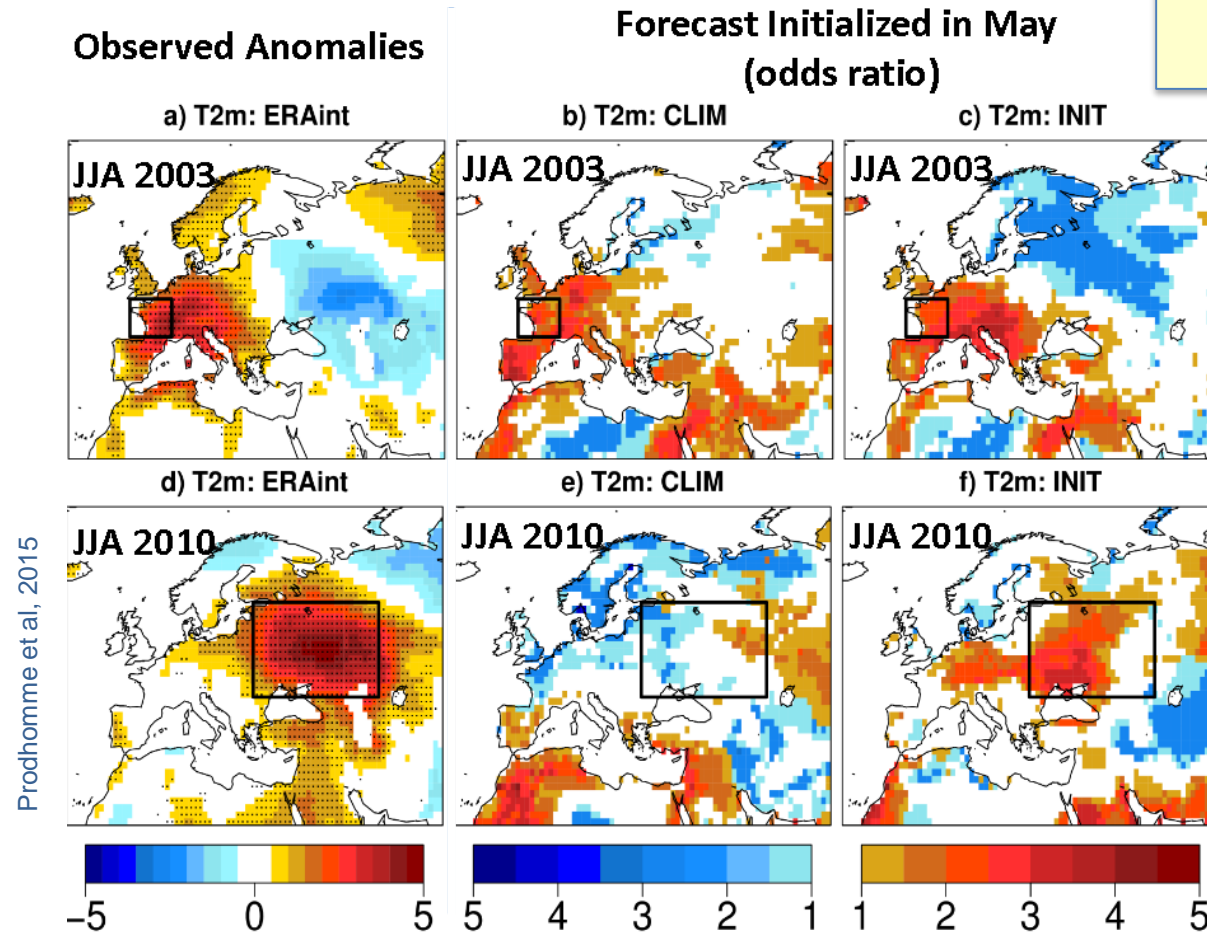 Observed Anomalies
Forecast Initialized in May
(odds ratio)
a) T2m: ERAint
b) T2m: CLIM
c) T2m: INIT
JJA 2003
JJA 2003
JJA 2003
d) T2m: ERAint
e) T2m: CLIM
f) T2m: INIT
JJA 2010
JJA 2010
JJA 2010
Prodhomme et al, 2015
−5 0 5
5 4 3 2 1
1 2 3 4 5